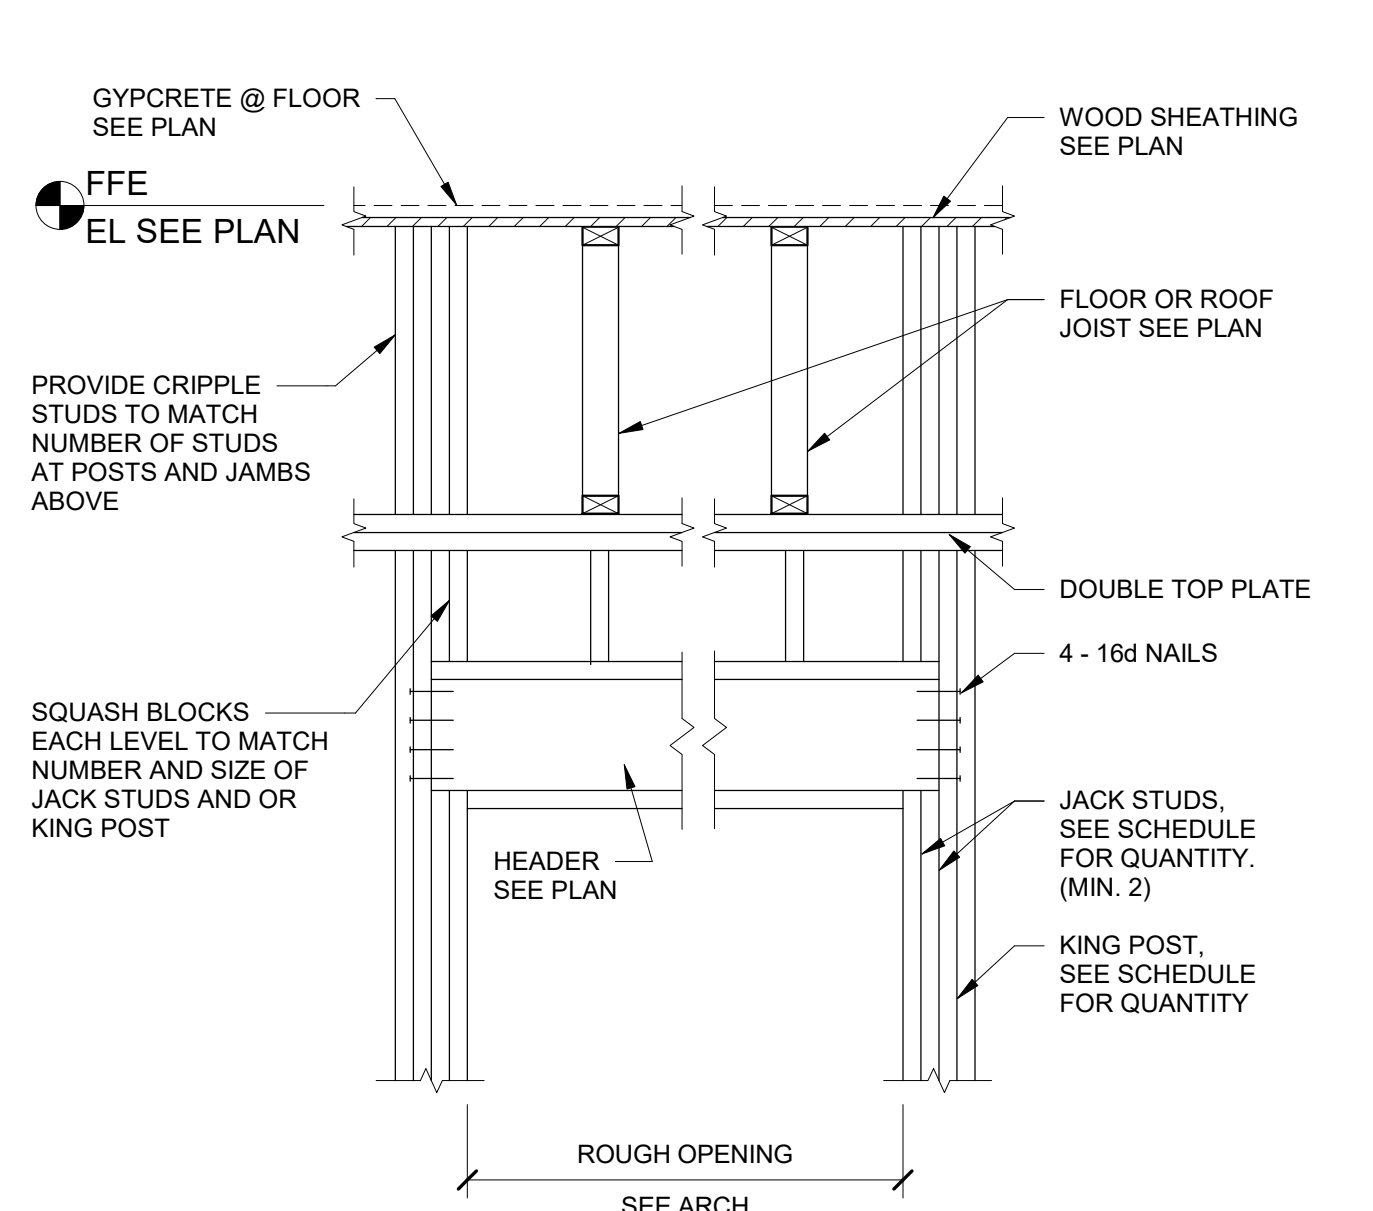 GYPCRETE @ FLOOR
SEE PLAN
WOOD SHEATHING
SEE PLAN
FFE
EL SEE PLAN
FLOOR OR ROOF
JOIST SEE PLAN
PROVIDE CRIPPLE
STUDS TO MATCH
NUMBER OF STUDS
AT POSTS AND JAMBS
ABOVE
DOUBLE TOP PLATE
4 - 16d NAILS
SQUASH BLOCKS
EACH LEVEL TO MATCH
NUMBER AND SIZE OF
JACK STUDS AND OR
KING POST
JACK STUDS,
SEE SCHEDULE
FOR QUANTITY.
(MIN. 2)
HEADER
SEE PLAN
KING POST,
SEE SCHEDULE
FOR QUANTITY
ROUGH OPENING
SEE ARCH